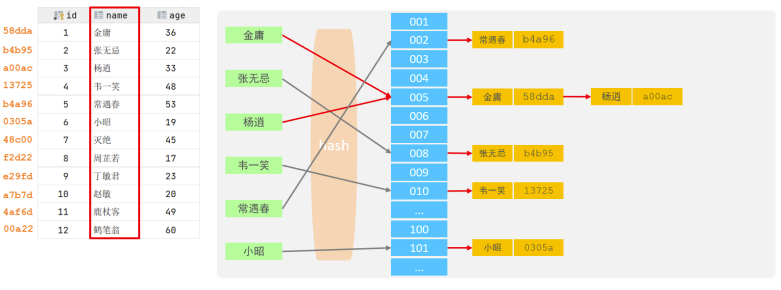 id name age
58dda 1 金庸 36
b4b95 2 张无忌 22
a00ac 3 杨逍 33
13725 4 韦一笑 48
b4a96 5 常遇春 53
0305a 6 小昭 19
48c00 7 灭绝 45
f2d22 8 周芷若 17
e29fd 9 丁敏君 23
a7b7d 10 赵敏 20
4af6d 11 鹿杖客 49
00a22 12 鹤笔翁 60
金庸
张无忌
杨逍
韦一笑
常遇春
小昭
hash
001
002
003
004
005
006
007
008
009
010
...
100
101
...
常遇春 b4a96
金庸 58dda 杨逍 a00ac
张无忌 b4b95
韦一笑 13725
小昭 0305a